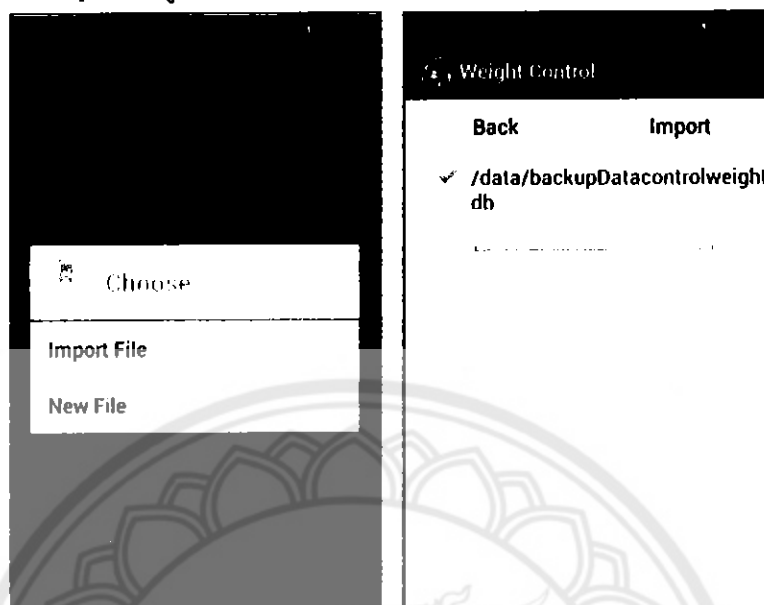 Choose
Import File
New File
Weight Control
Back Import
/data/backupDatacontrolweight
db